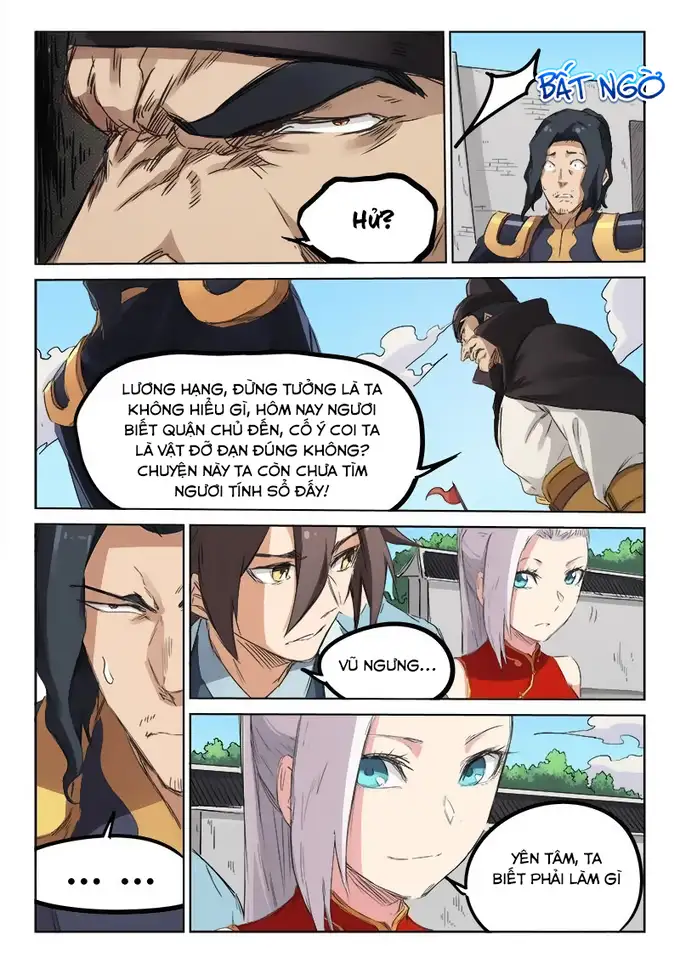 Hử?
BẤT NGỜ
LƯƠNG HẠNG, ĐỪNG TƯỞNG LÀ TA
KHÔNG HIỂU GÌ, HÔM NAY NGƯƠI
BIẾT QUẬN CHỦ ĐẾN, CỐ Ý COI TA
LÀ VẬT ĐỠ ĐẠN ĐÚNG KHÔNG?
CHUYỆN NÀY TA CÒN CHƯA TÌM
NGƯƠI TÍNH SỔ ĐẤY!
VŨ NGƯNG...
... ...
YÊN TÂM, TA
BIẾT PHẢI LÀM GÌ